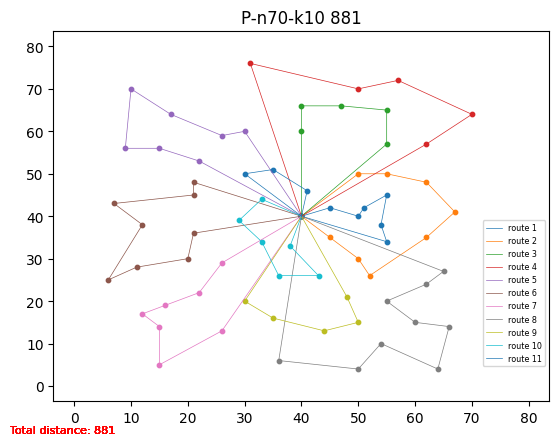 P-n70-k10 881
80
70
60
50
40
30
20
10
0
route 1
route 2
route 3
route 4
route 5
route 6
route 7
route 8
route 9
route 10
route 11
0 10 20 30 40 50 60 70 80
Total distance: 881